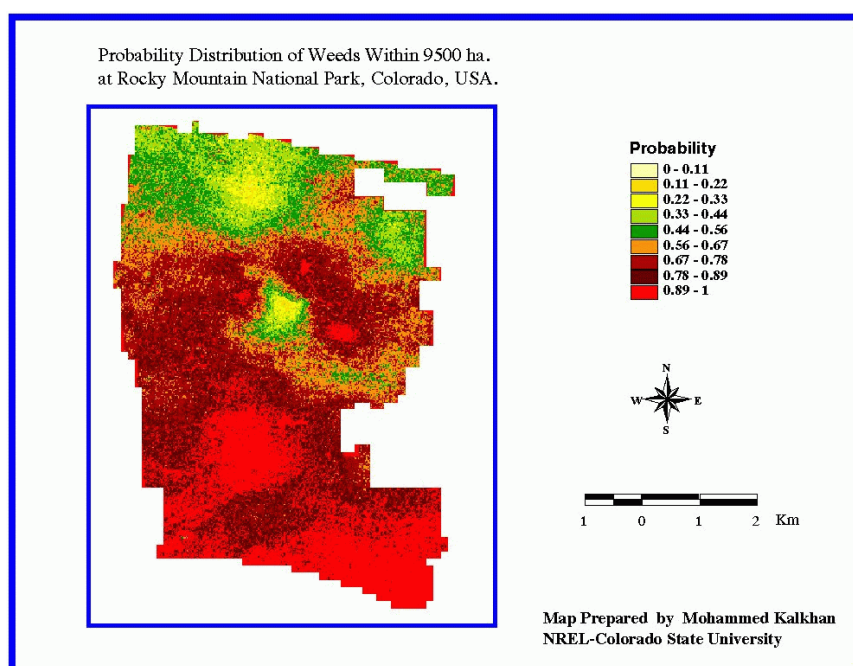 Probability Distribution of Weeds Within 9500 ha.
at Rocky Mountain National Park, Colorado, USA.
Probability
0 - 0.11
0.11 - 0.22
0.22 - 0.33
0.33 - 0.44
0.44 - 0.56
0.56 - 0.67
0.67 - 0.78
0.78 - 0.89
0.89 - 1
N
W E
S
1 0 1 2 Km
Map Prepared by Mohammed Kalkhan
NREL-Colorado State University